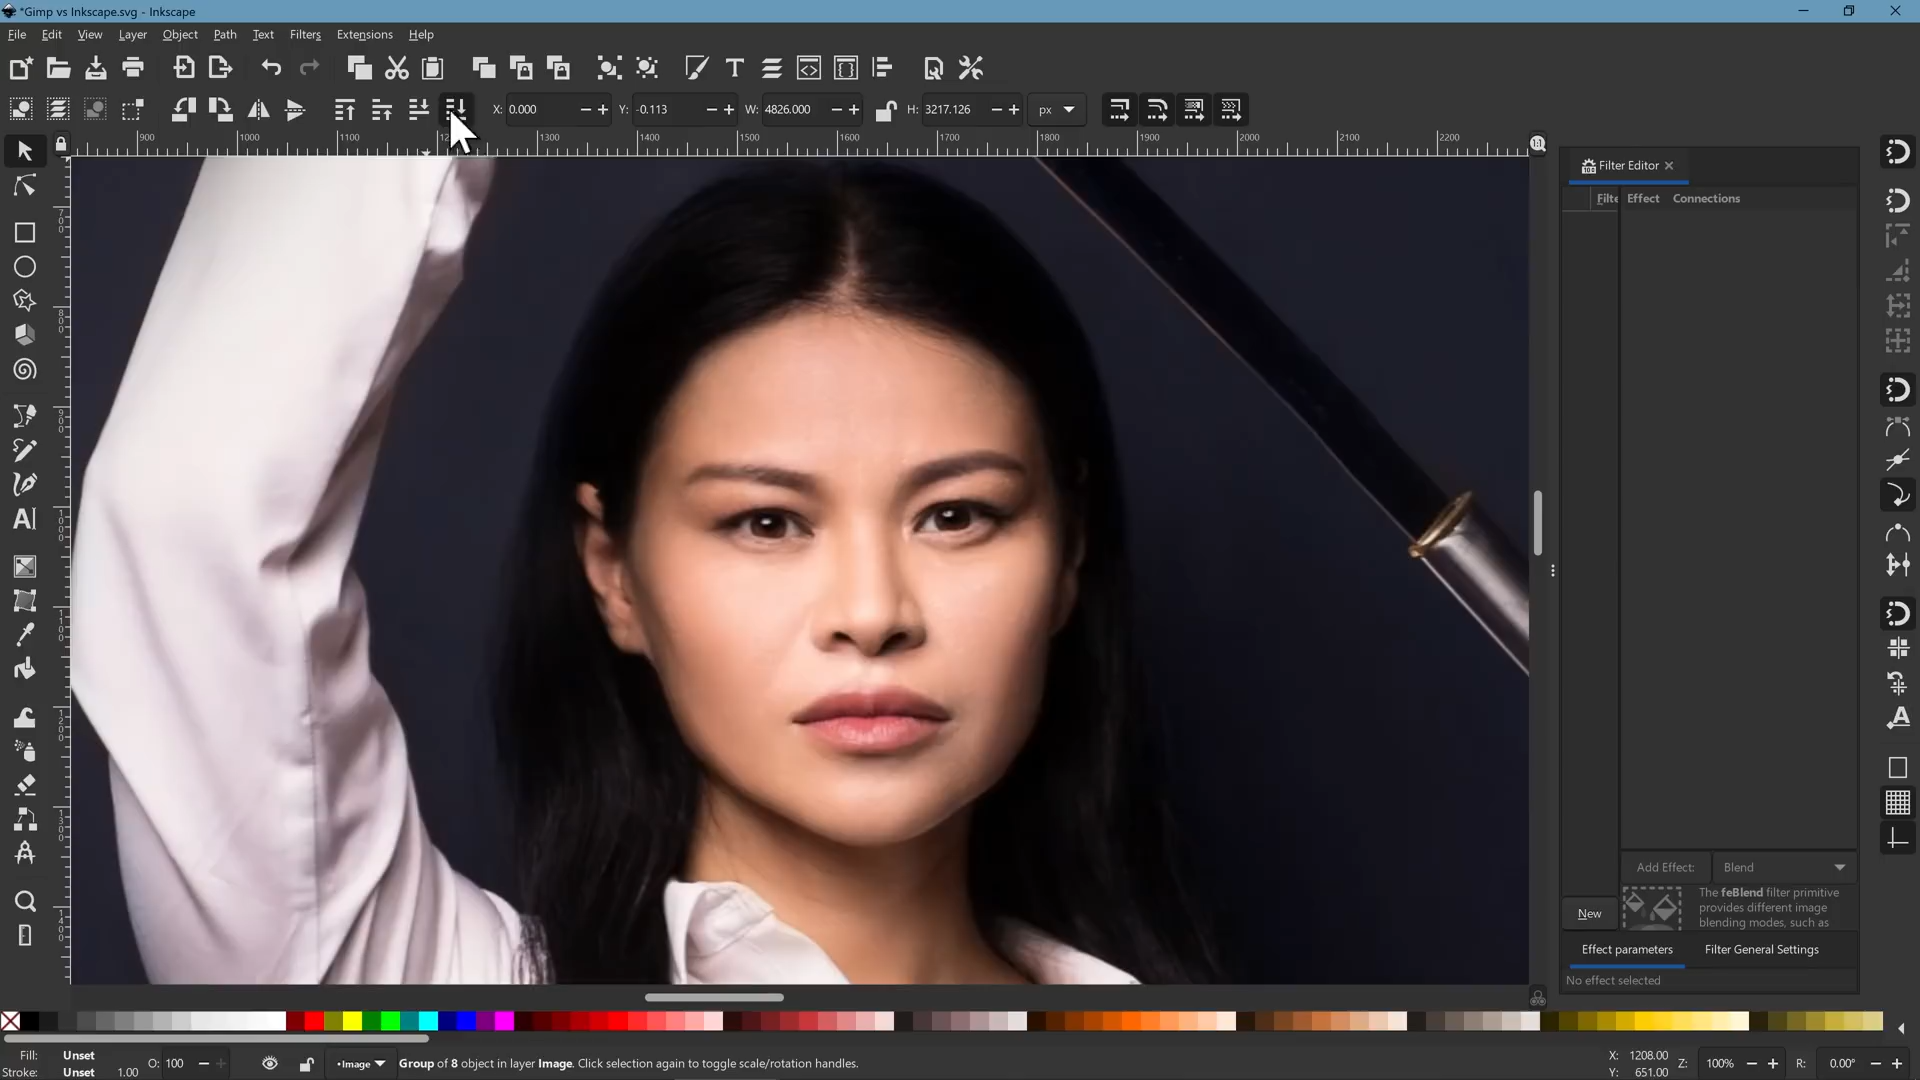 *Gimp vs Inkscape.svg - Inkscape
File Edit View Layer Object Path Text Filters Extensions Help
X: 0.000 Y: -0.113 W: 4826.000 H: 3217.126 px
900 1000 1100 1300 1400 1500 1600 1700 1800 1900 2000 2100 2200
Filter Editor
Filte Effect Connections
Add Effect: Blend
The feBlend filter primitive
provides different image
blending modes, such as
New
Effect parameters Filter General Settings
No effect selected
Fill: Unset
Stroke: Unset 1.00
O: 100
•Image
Group of 8 object in layer Image. Click selection again to toggle scale/rotation handles.
X: 1208.00
Y: 651.00
Z: 100%
R: 0.00°